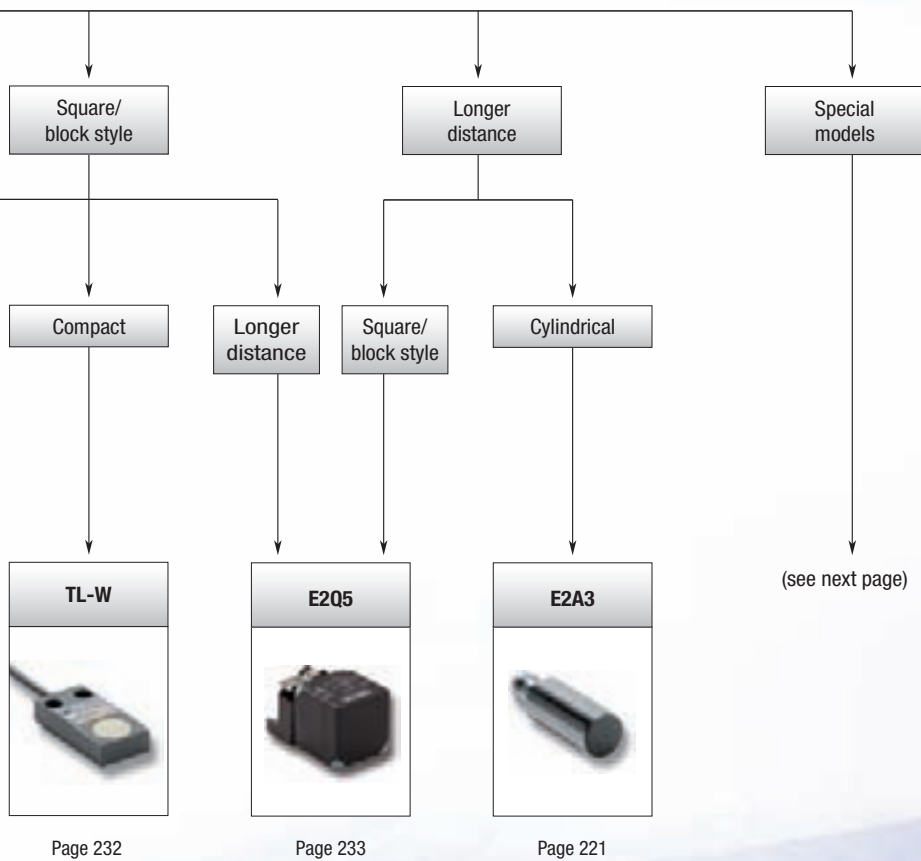 Square/
block style
Longer
distance
Special
models
Compact
Longer
distance
Square/
block style
Cylindrical
TL-W
E2Q5
E2A3
(see next page)
Page 232
Page 233
Page 221